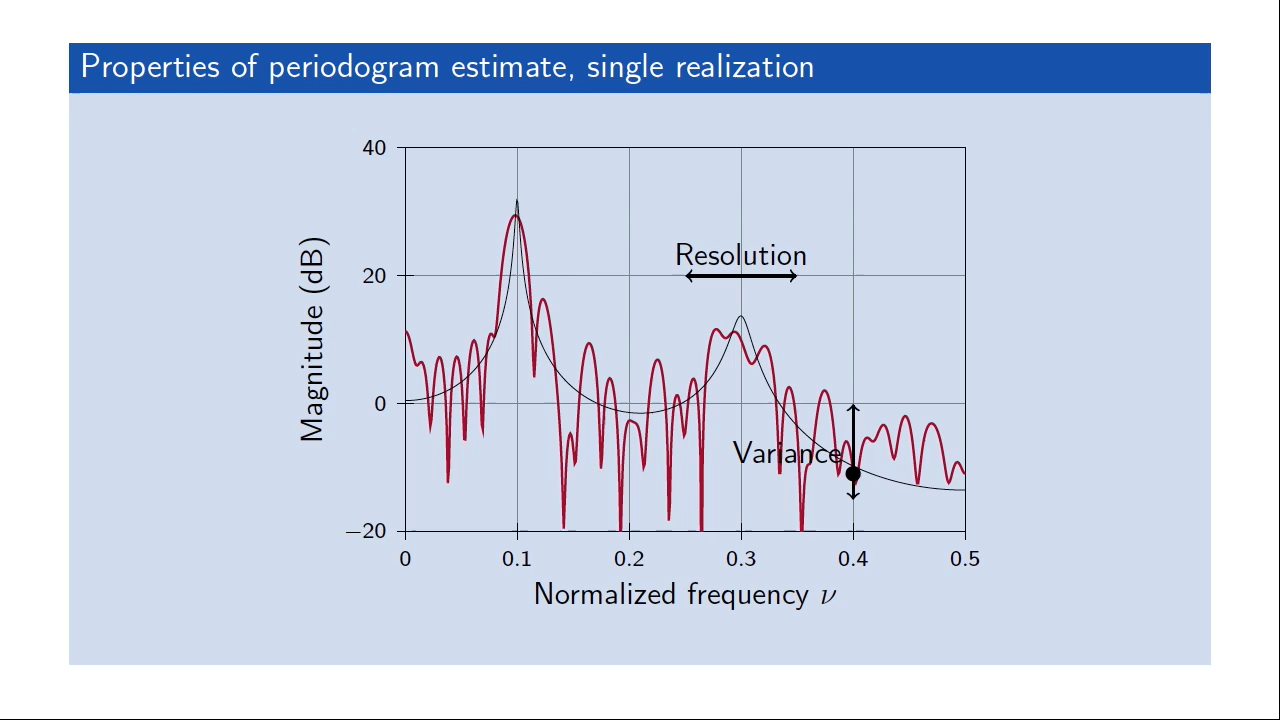 Properties of periodogram estimate, single realization
40
20
0
−20
Magnitude (dB)
Resolution
Variance
0 0.1 0.2 0.3 0.4 0.5
Normalized frequency ν